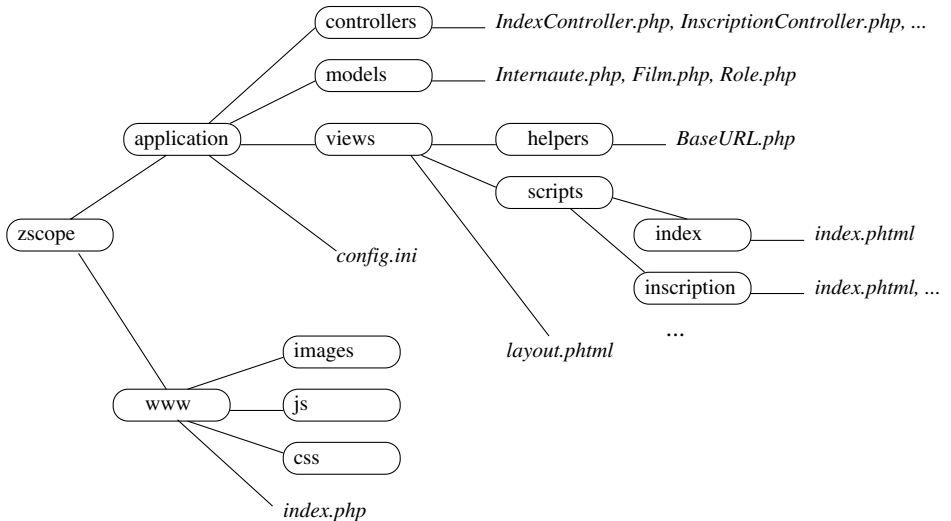 controllers
IndexController.php, InscriptionController.php, ...
models
Internaute.php, Film.php, Role.php
application
views
helpers
BaseURL.php
scripts
zscope
index
index.phtml
config.ini
inscription
index.phtml, ...
...
layout.phtml
images
www
js
css
index.php